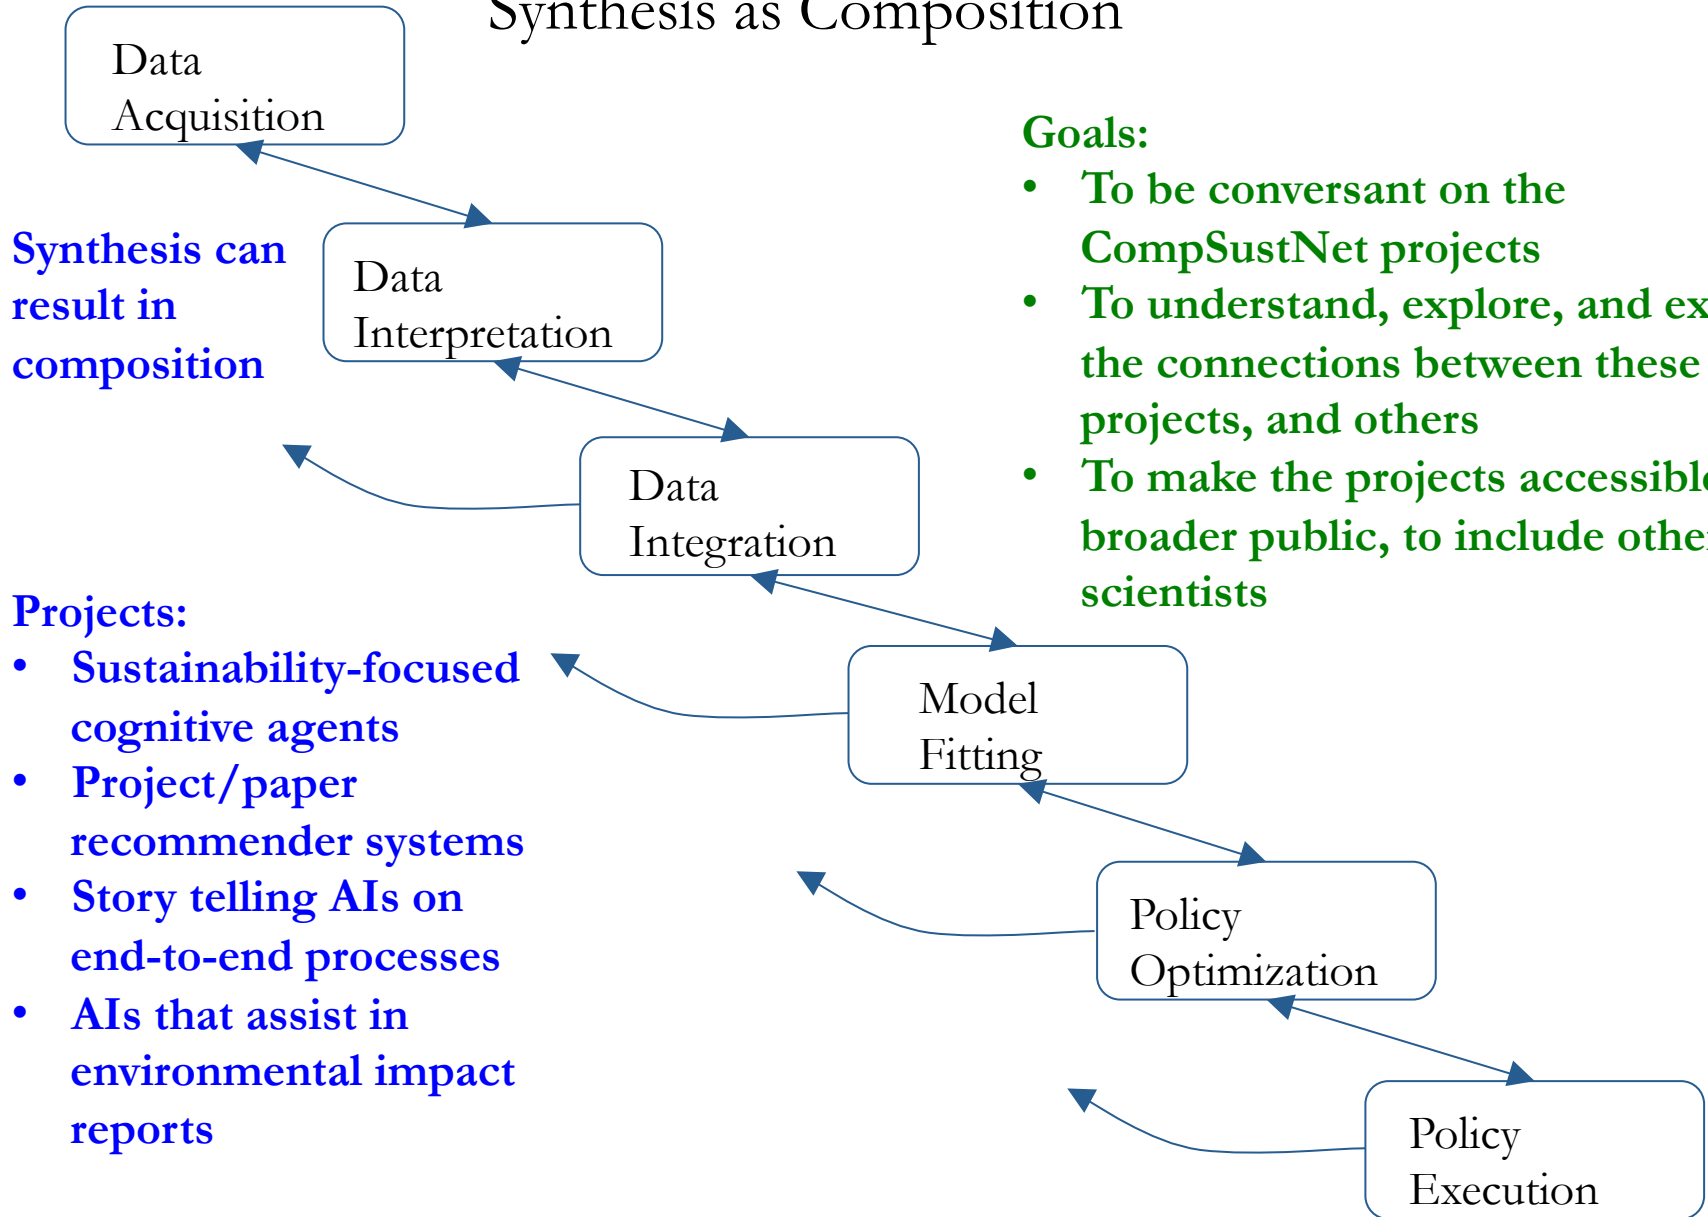 Synthesis as Composition
Data
Acquisition
Synthesis can
result in
composition
Data
Interpretation
Data
Integration
Model
Fitting
Policy
Optimization
Policy
Execution
Goals:
• To be conversant on the
CompSustNet projects
• To understand, explore, and
the connections between these
projects, and others
• To make the projects accessible
broader public, to include
scientists
Projects:
• Sustainability-focused
cognitive agents
• Project/paper
recommender systems
• Story telling AIs on
end-to-end processes
• AIs that assist in
environmental impact
reports